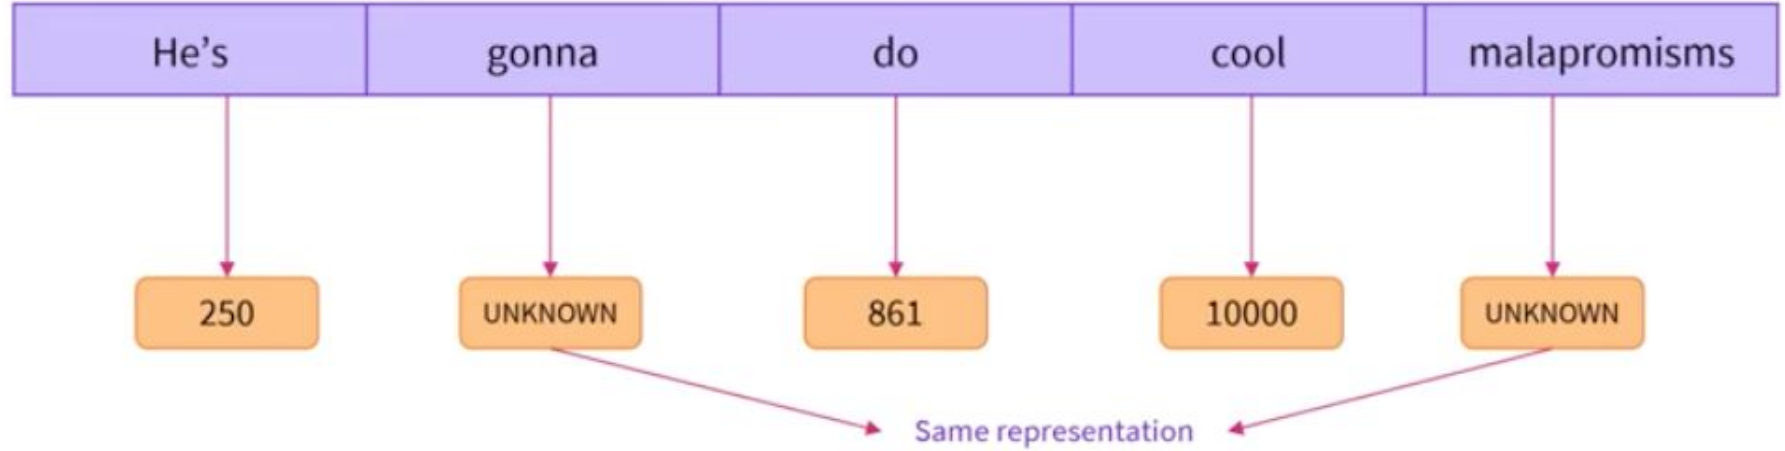 He’s gonna do cool malapromisms
250 UNKNOWN 861 10000 UNKNOWN
Same representation